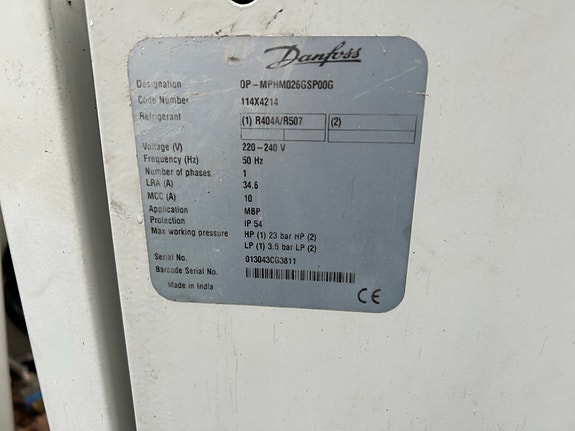 Danfoss
Designation OP-MPHM026GSP00G
Code Number 114X4214
Refrigerant (1) R404A/R507 (2)
Voltage (V) 220-240 V
Frequency (Hz) 50 Hz
Number of phases 1
LRA (A) 34.6
MCC (A) 10
Application MBP
Protection IP 54
Max working pressure HP (1) 23 bar HP (2)
LP (1) 3.5 bar LP (2)
Serial No. 013043CG3811
Barcode Serial No.
Made in India CE